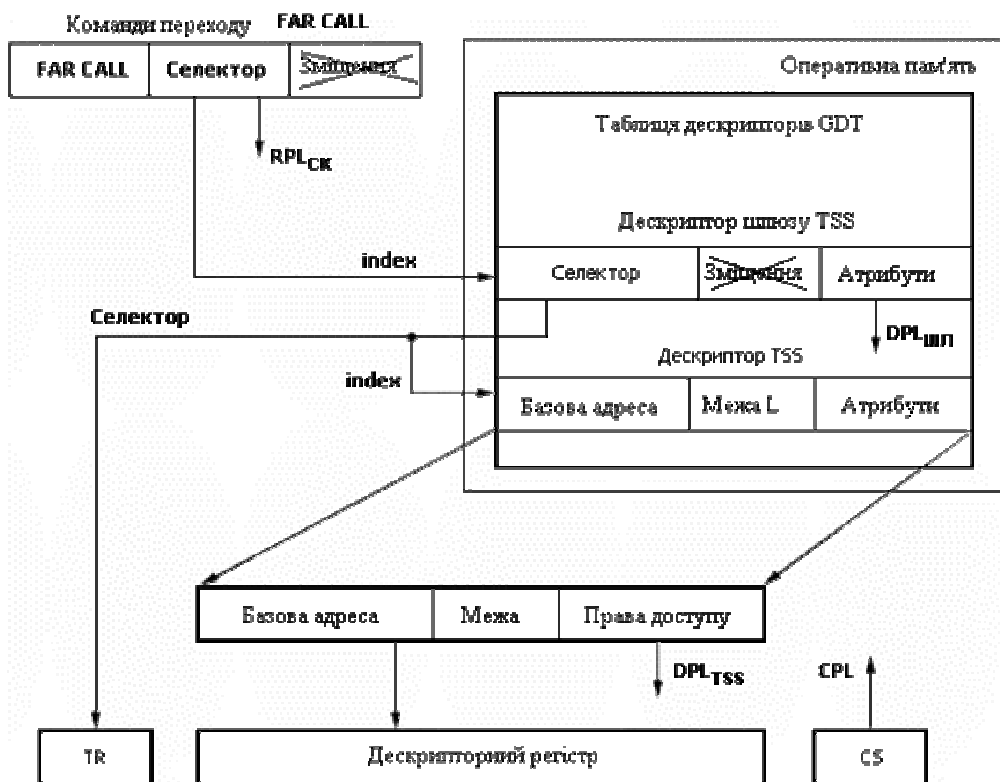 Команди переходу FAR CALL
FAR CALL Селектор Зміщення
Оперативна пам'ять
Таблиця дескрипторів GDT
RPLСК
Дескриптор шлюзу TSS
index
Селектор Зміщення Атрибути
Селектор
DPLШЛ
Дескриптор TSS
index
Базова адреса Межа L Атрибути
Базова адреса Межа Права доступу
DPLTSS
CPL
TR
Дескрипторний регістр
CS